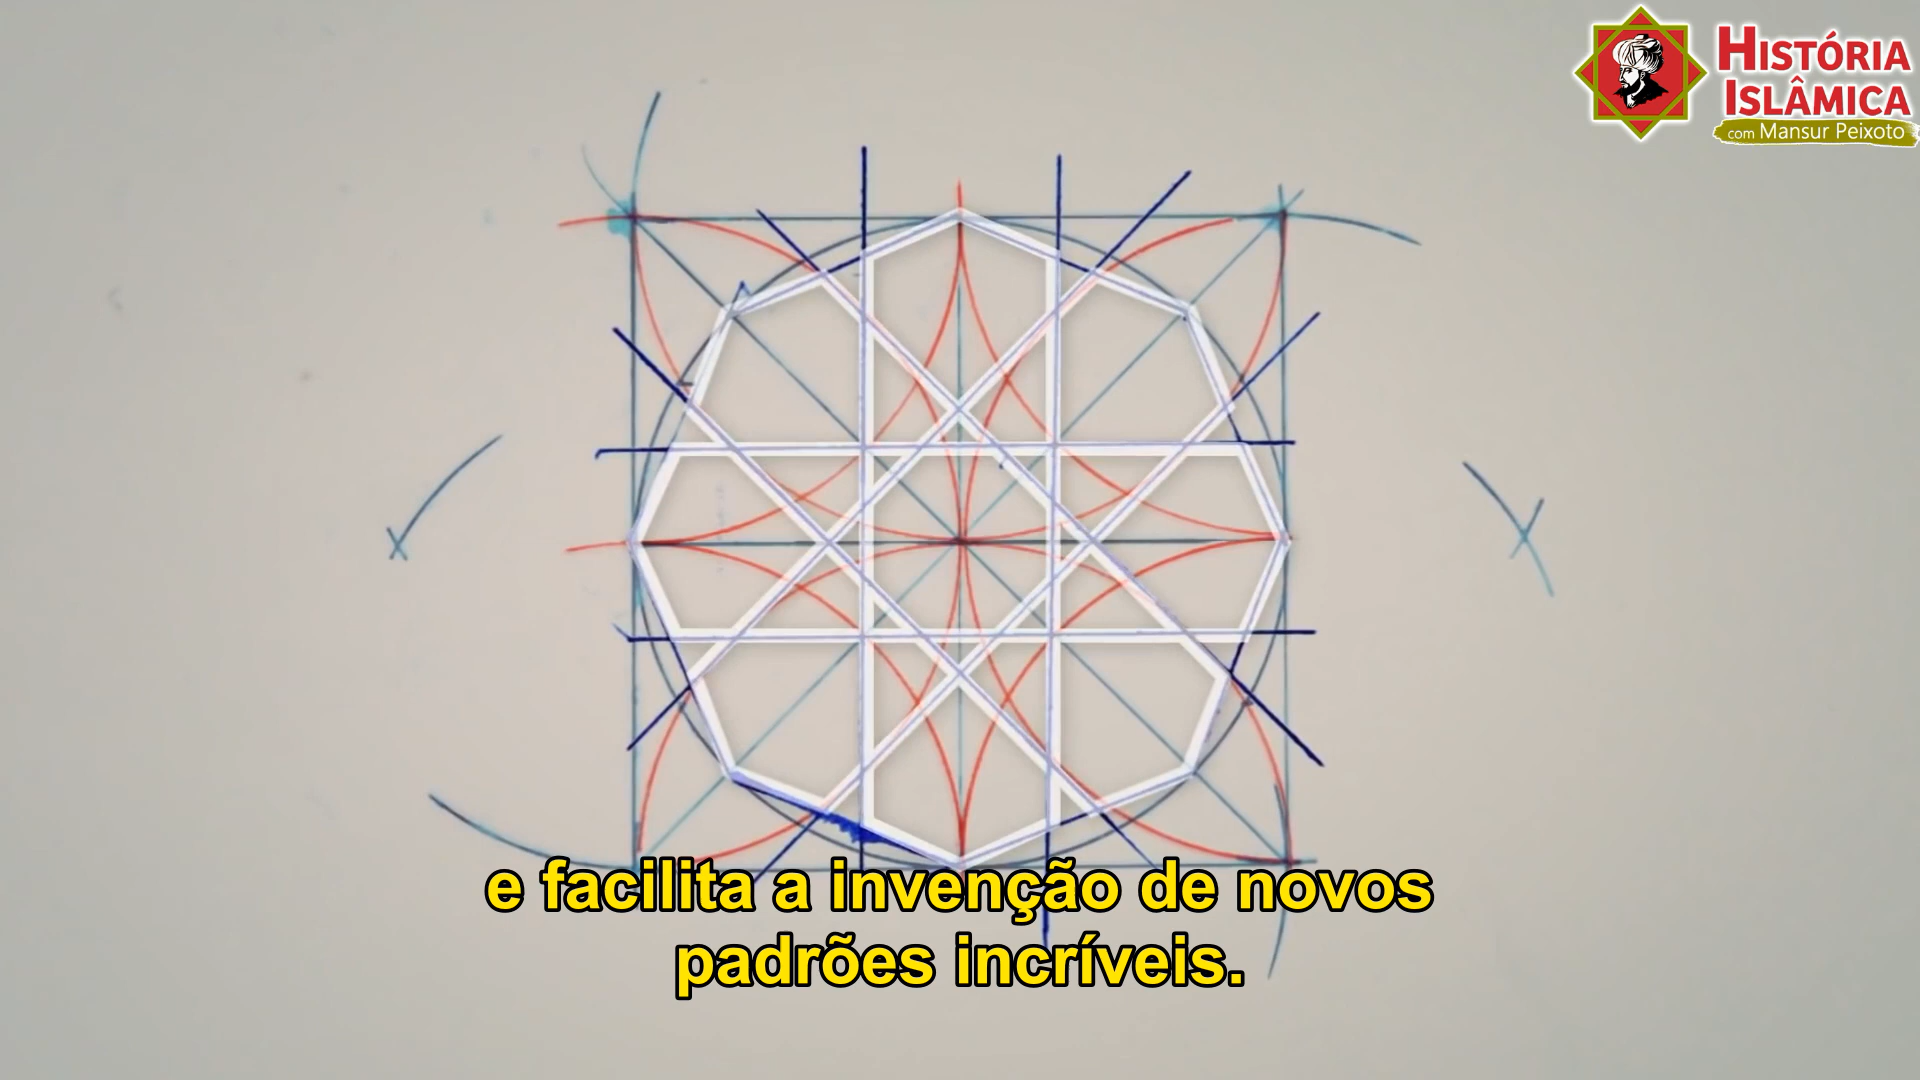 HISTÓRIA
ISLÂMICA
com Mansur Peixoto
e facilita a invenção de novos
padrões incríveis.